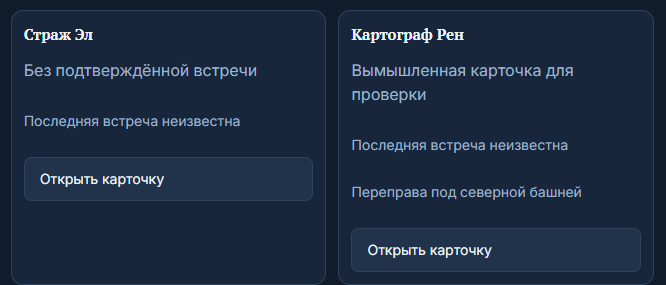 Страж Эл
Без подтверждённой встречи
Последняя встреча неизвестна
Открыть карточку
Картограф Рен
Вымышленная карточка для
проверки
Последняя встреча неизвестна
Переправа под северной башней
Открыть карточку